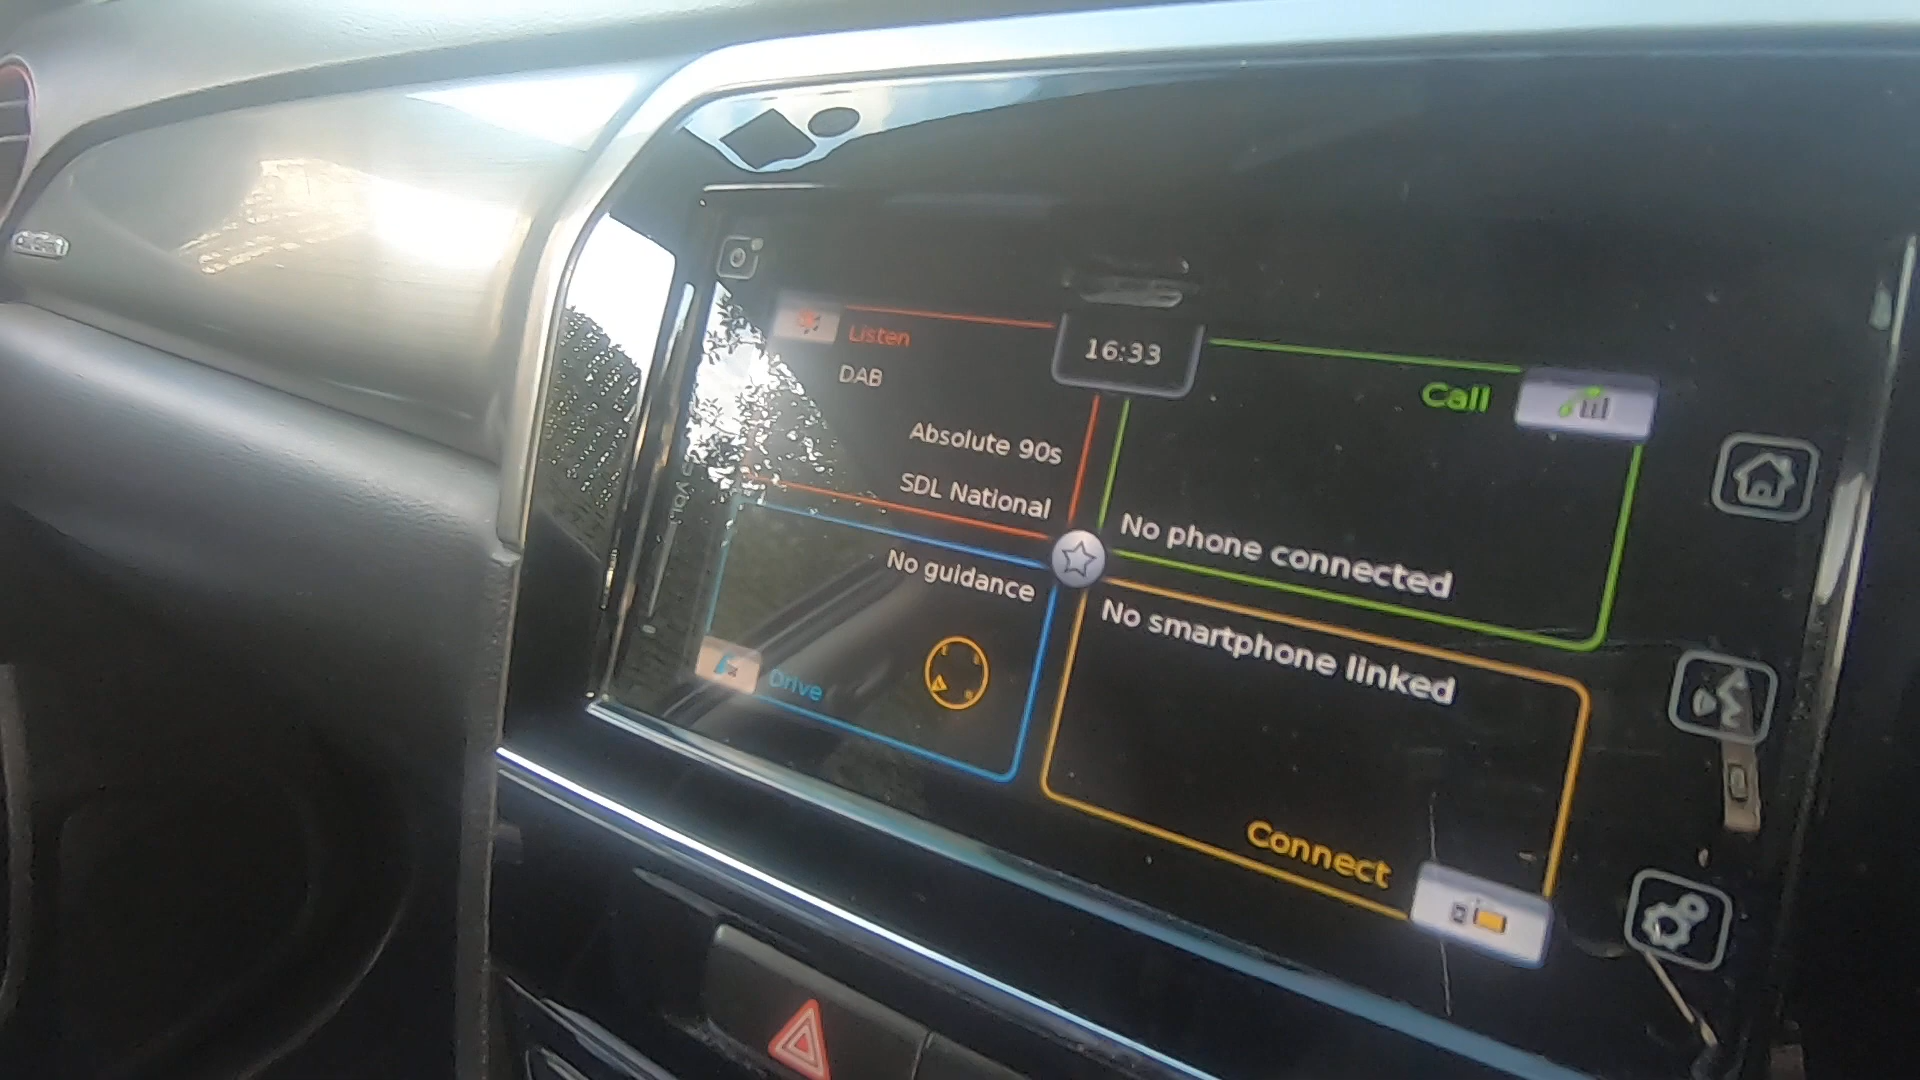 Listen
DAB
Absolute 90s
SDL National
16:33
Call
No phone connected
No guidance
Drive
No smartphone linked
Connect
VOL